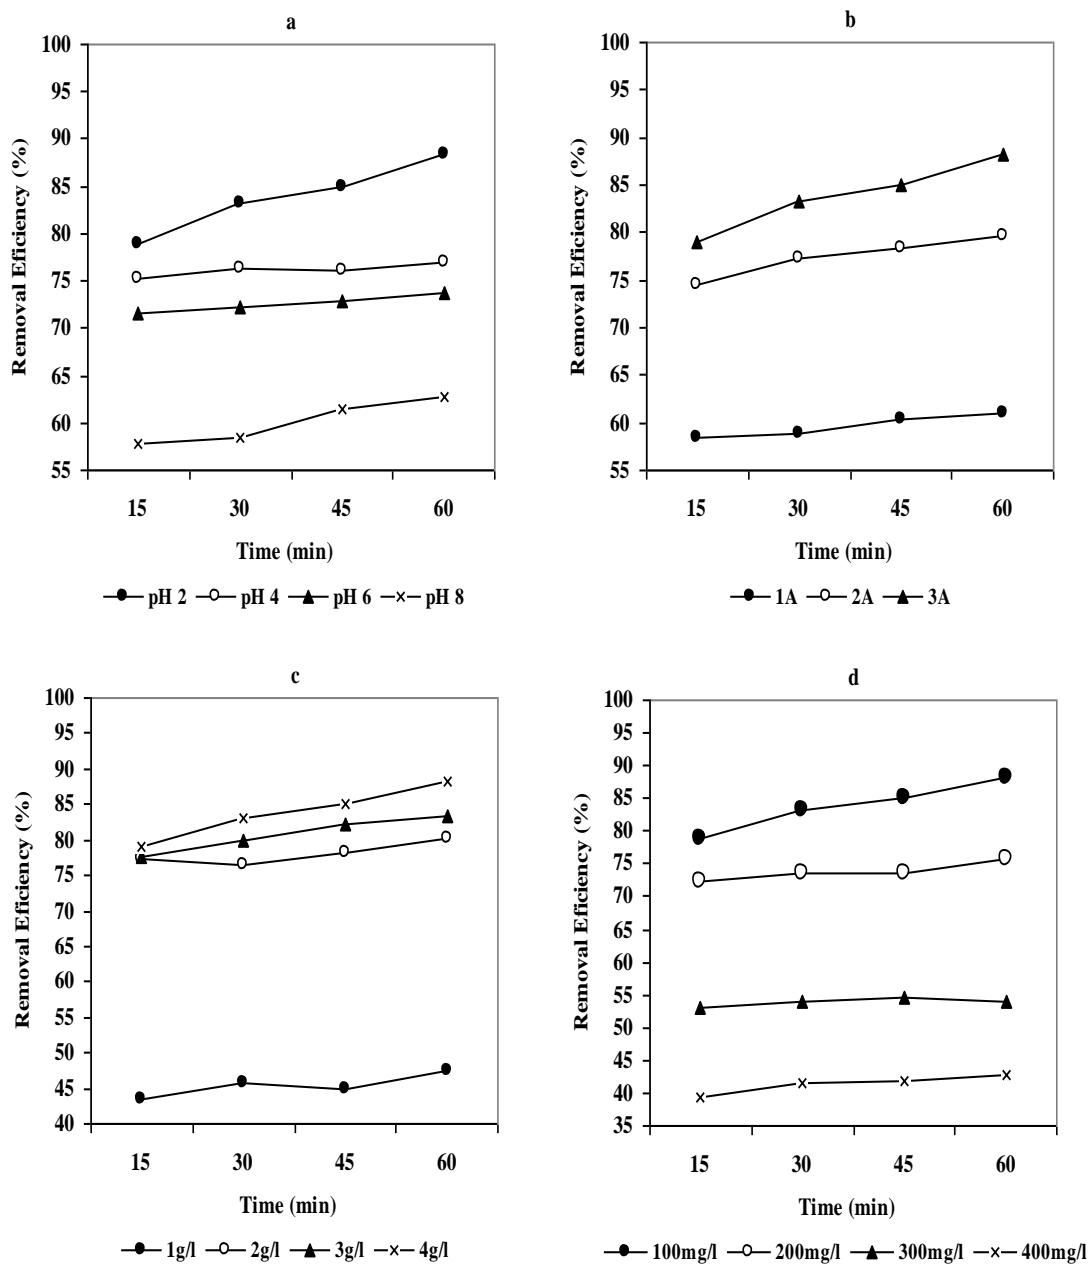 a
100
95
90
85
80
75
70
65
60
55
Removal Eficiency (%)
15 30 45 60
Time (min)
pH 2 pH 4 pH 6 pH 8
b
100
95
90
85
80
75
70
65
60
55
Removal Eficiency (%)
15 30 45 60
Time (min)
1A 2A 3A
c
100
95
90
85
80
75
70
65
60
55
50
45
40
Removal Eficiency (%)
15 30 45 60
Time (min)
1g/l 2g/l 3g/l 4g/l
d
100
95
90
85
80
75
70
65
60
55
50
45
40
35
Removal Eficiency (%)
15 30 45 60
Time (min)
100mg/l 200mg/l 300mg/l 400mg/l